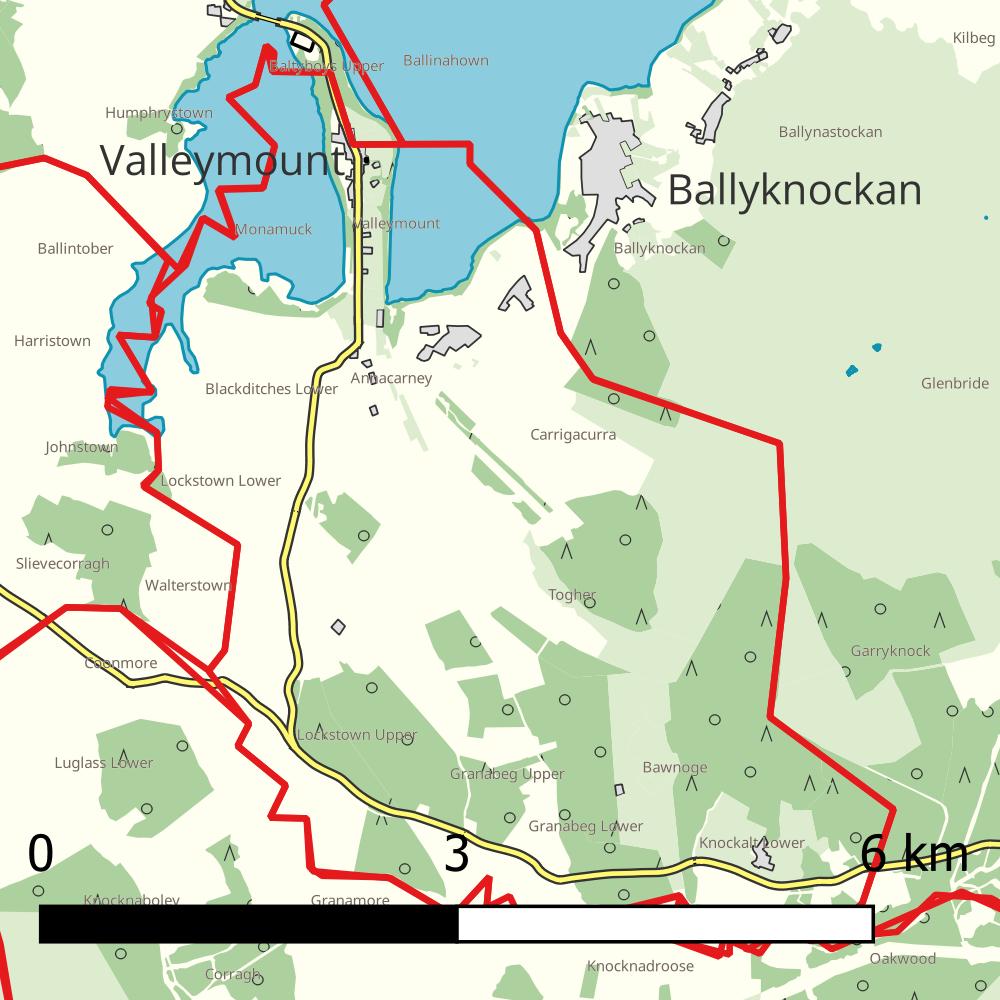 Kilbeg
Ballinahown
Baltyboys Upper
Humphrystown
Ballynastockan
Valleymount
Ballyknockan
Valleymount
Monamuck
Ballintober
Ballyknockan
Harristown
Annacarney
Glenbride
Blackditches Lower
Carrigacurra
Johnstown
Lockstown Lower
Slievecorragh
Walterstown
Togher
Garryknock
Coonmore
Lockstown Upper
Luglass Lower
Granabeg Upper
Bawnoge
Granabeg Lower
Knockalt Lower
0 3 6 km
Knocknaboley
Granamore
Oakwood
Knocknadroose
Corragh